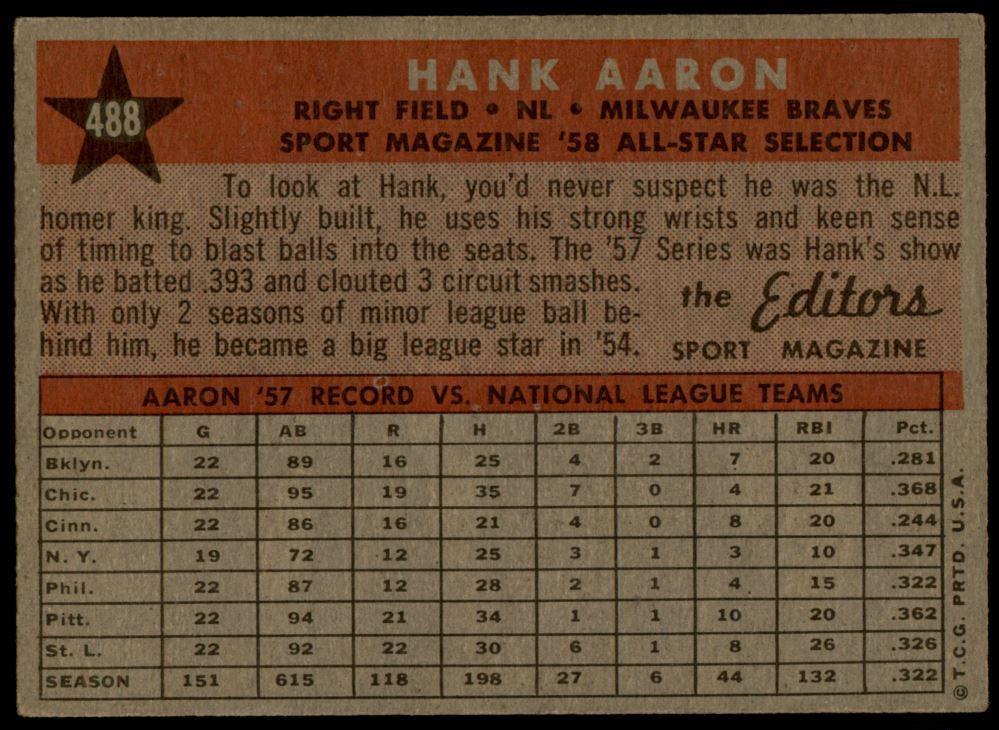 HANK AARON
488
RIGHT FIELD • NL • MILWAUKEE BRAVES
SPORT MAGAZINE '58 ALL-STAR SELECTION
To look at Hank, you'd never suspect he was the N.L.
homer king. Slightly built, he uses his strong wrists and keen sense
of timing to blast balls into the seats. The '57 Series was Hank's show
as he batted .393 and clouted 3 circuit smashes.
With only 2 seasons of minor league ball be-
hind him, he became a big league star in '54.
the Editors
SPORT MAGAZINE
AARON '57 RECORD VS. NATIONAL LEAGUE TEAMS
Opponent G AB R H 2B 3B HR RBI Pct.
Bklyn. 22 89 16 25 4 2 7 20 .281
Chic. 22 95 19 35 7 0 4 21 .368
Cinn. 22 86 16 21 4 0 8 20 .244
N. Y. 19 72 12 25 3 1 3 10 .347
Phil. 22 87 12 28 2 1 4 15 .322
Pitt. 22 94 21 34 1 1 10 20 .362
St. L. 22 92 22 30 6 1 8 26 .326
SEASON 151 615 118 198 27 6 44 132 .322
© T.C.G. PRTD. U.S.A.